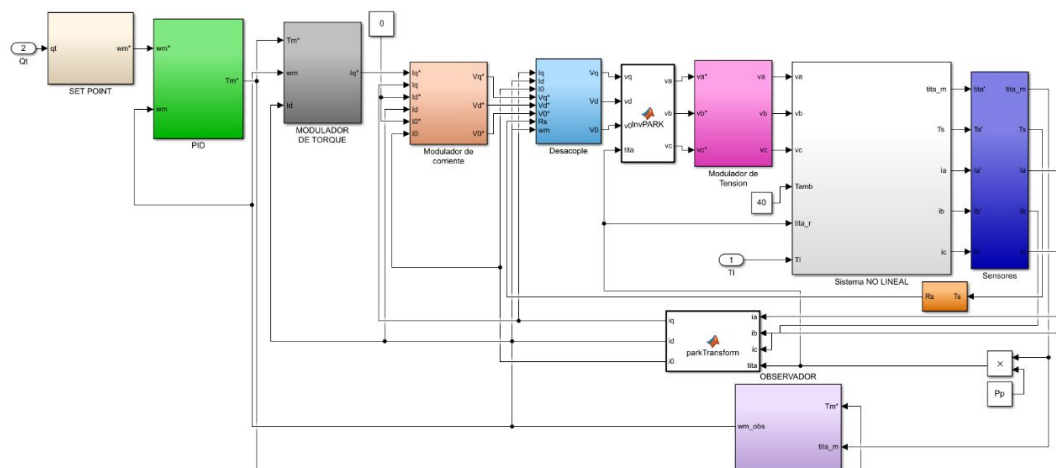 2
Qt
qt
wm*
SET POINT
wm*
wm
Tm*
PID
Tm*
wm
Id
Iq*
MODULADOR
DE TORQUE
0
Iq*
Iq
Id*
Id
I0*
I0
Vq*
Vd*
V0*
Modulador de
corriente
Iq
Id
I0
Vq*
Vd*
V0*
Rs
wm
Vq
Vd
V0
Desacople
vq
vd
v0
tita
InvPARK
va
vb
vc
va*
vb*
vc*
va
vb
vc
Modulador de
Tension
40
1
Tl
va
vb
vc
Tamb
tita_r
Tl
tita_m
Ts
ia
ib
ic
Sistema NO LINEAL
tita'
Ts'
Ia'
Ib'
tita_m
Ts
Ia
Ib
Sensores
Rs
Ts
iq
id
i0
parkTransform
ia
ib
ic
tita
OBSERVADOR
×
Pp
wm_obs
Tm*
tita_m